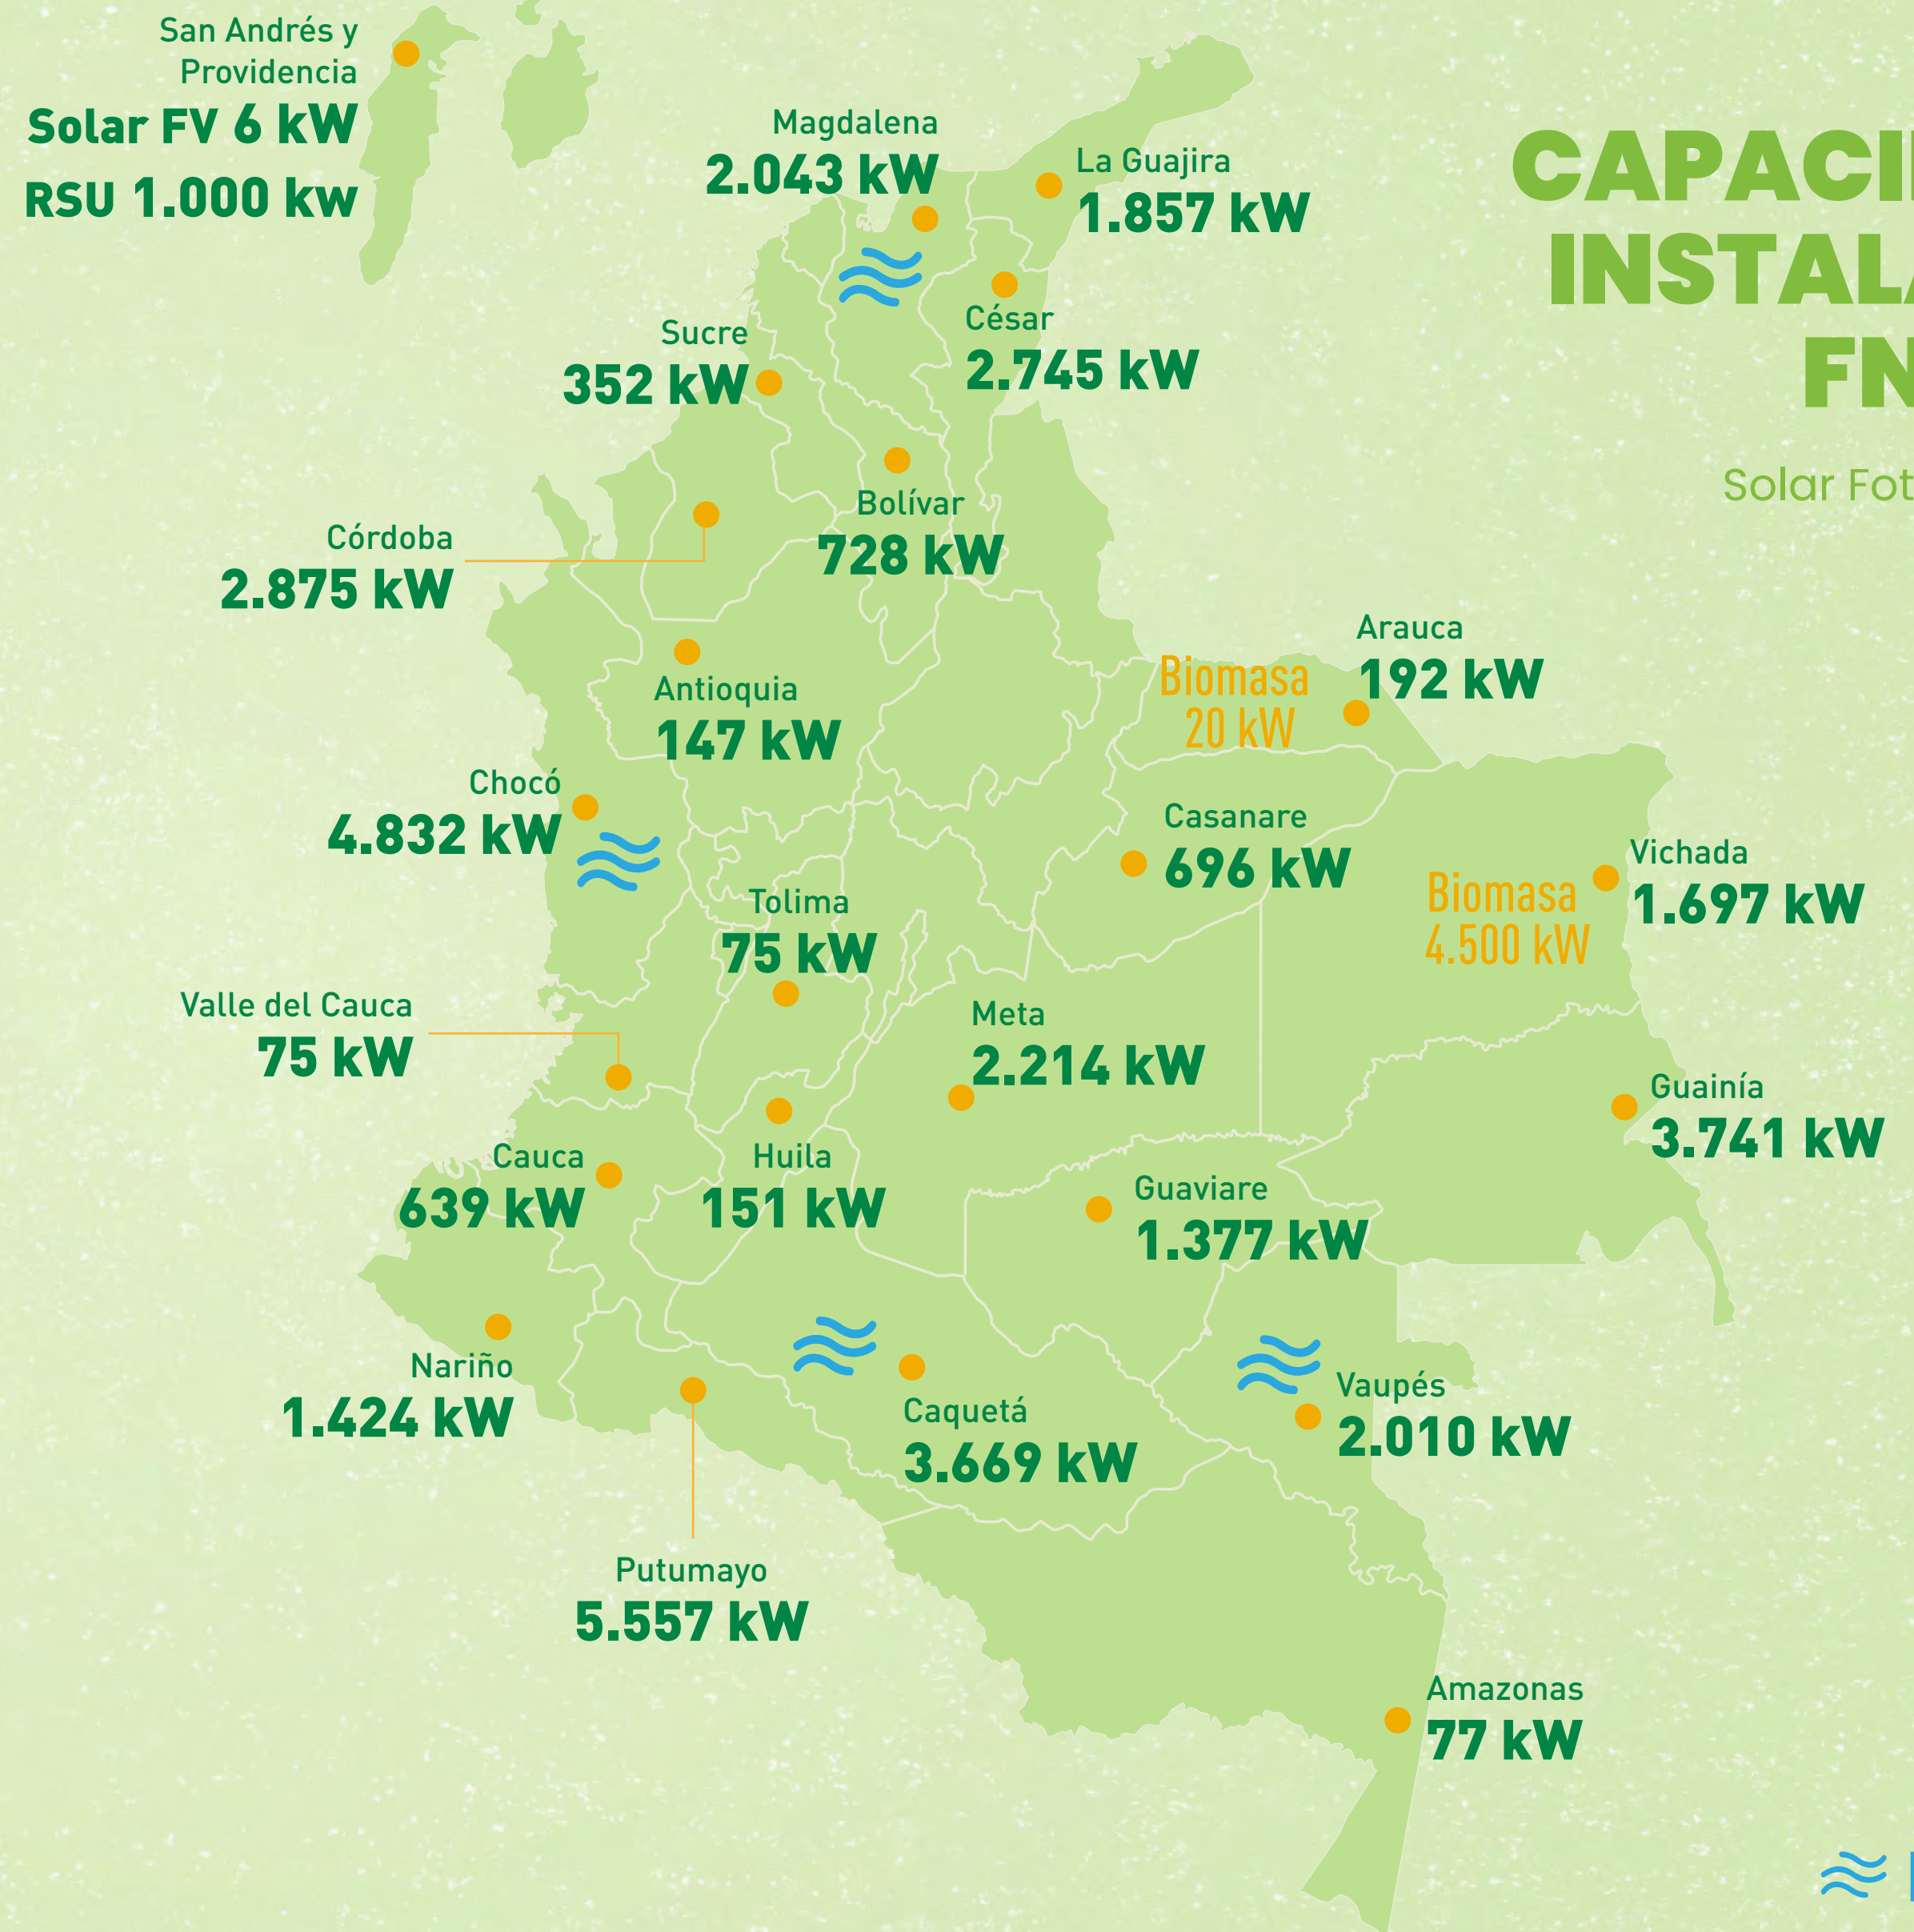 San Andrés y
Providencia
Solar FV 6 kW
RSU 1.000 kw
Magdalena
2.043 kW
La Guajira
1.857 kW
CAPACI
INSTALA
FN
Solar Fot
César
2.745 kW
Sucre
352 kW
Bolívar
728 kW
Córdoba
2.875 kW
Antioquia
147 kW
Arauca
192 kW
Biomasa
20 kW
Chocó
4.832 kW
Casanare
696 kW
Vichada
1.697 kW
Biomasa
4.500 kW
Tolima
75 kW
Valle del Cauca
75 kW
Meta
2.214 kW
Guainía
3.741 kW
Cauca
639 kW
Huila
151 kW
Guaviare
1.377 kW
Nariño
1.424 kW
Caquetá
3.669 kW
Vaupés
2.010 kW
Putumayo
5.557 kW
Amazonas
77 kW